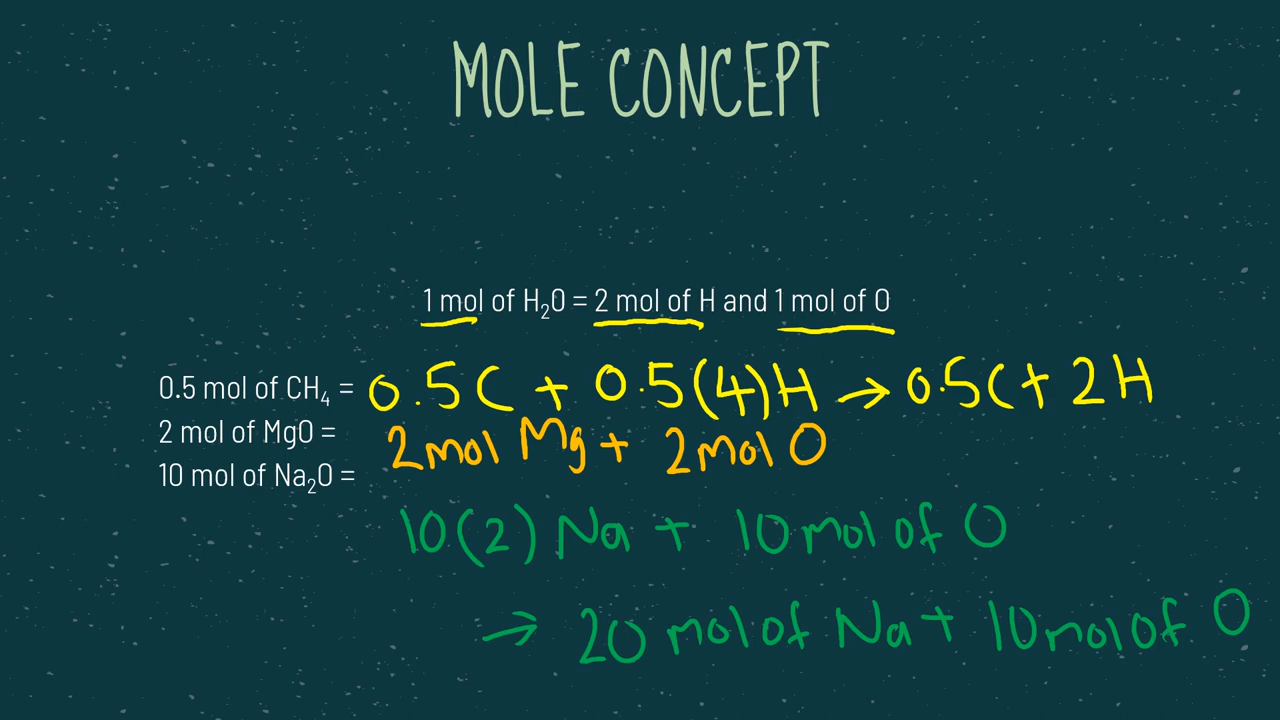 MOLE CONCEPT
1 mol of H₂O = 2 mol of H and 1 mol of O
0.5 mol of CH₄ = 0.5C + 0.5(4)H → 0.5C + 2H
2 mol of MgO = 2mol Mg + 2mol O
10 mol of Na₂O =
10(2) Na + 10 mol of O
→ 20 mol of Na + 10 mol of O